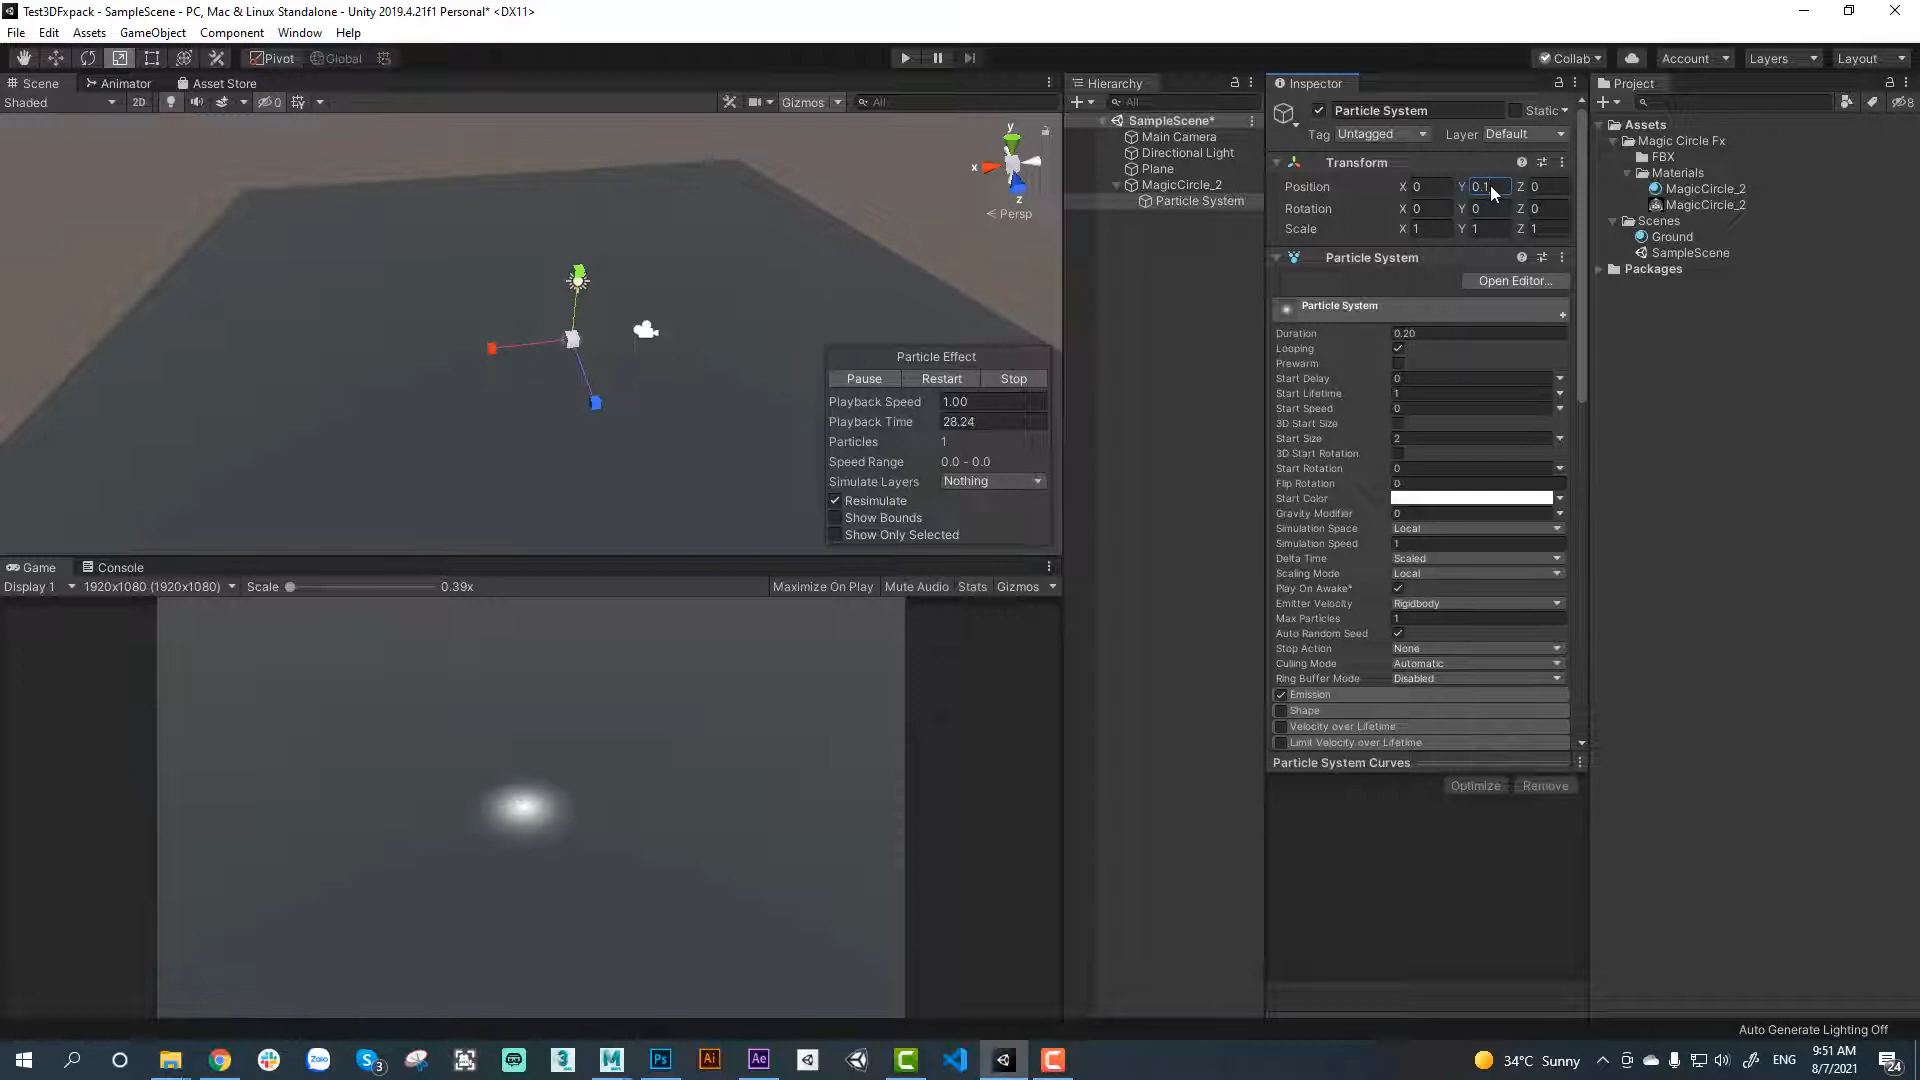 Test3DFxpack - SampleScene - PC, Mac & Linux Standalone - Unity 2019.4.21f1 Personal* <DX11>
File Edit Assets GameObject Component Window Help
Pivot Global
Collab Account Layers Layout
Scene Animator Asset Store
Shaded 2D 0 Gizmos All
y
x
z
Persp
Particle Effect
Pause Restart Stop
Playback Speed 1.00
Playback Time 28.24
Particles 1
Speed Range 0.0 - 0.0
Simulate Layers Nothing
Resimulate
Show Bounds
Show Only Selected
Game Console
Display 1 1920x1080 (1920x1080) Scale 0.39x Maximize On Play Mute Audio Stats Gizmos
Hierarchy
All
SampleScene*
Main Camera
Directional Light
Plane
MagicCircle_2
Particle System
Inspector
Particle System Static
Tag Untagged Layer Default
Transform
Position X 0 Y 0.1 Z 0
Rotation X 0 Y 0 Z 0
Scale X 1 Y 1 Z 1
Particle System
Open Editor...
Particle System
Duration 0.20
Looping
Prewarm
Start Delay 0
Start Lifetime 1
Start Speed 0
3D Start Size
Start Size 2
3D Start Rotation
Start Rotation 0
Flip Rotation 0
Start Color
Gravity Modifier 0
Simulation Space Local
Simulation Speed 1
Delta Time Scaled
Scaling Mode Local
Play On Awake*
Emitter Velocity Rigidbody
Max Particles 1
Auto Random Seed
Stop Action None
Culling Mode Automatic
Ring Buffer Mode Disabled
Emission
Shape
Velocity over Lifetime
Limit Velocity over Lifetime
Particle System Curves
Optimize Remove
Project
8
Assets
Magic Circle Fx
FBX
Materials
MagicCircle_2
MagicCircle_2
Scenes
Ground
SampleScene
Packages
Auto Generate Lighting Off
Zalo 3 3 M Ps Ai Ae C C
34°C Sunny ENG 9:51 AM
8/7/2021 24